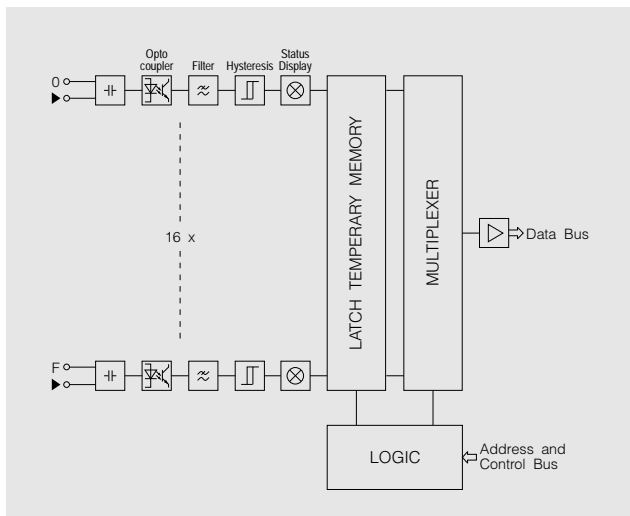 Opto
coupler
Filter
Hysteresis
Status
Display
0
16 x
LATCH TEMPERARY MEMORY
MULTIPLEXER
Data Bus
F
LOGIC
Address and
Control Bus